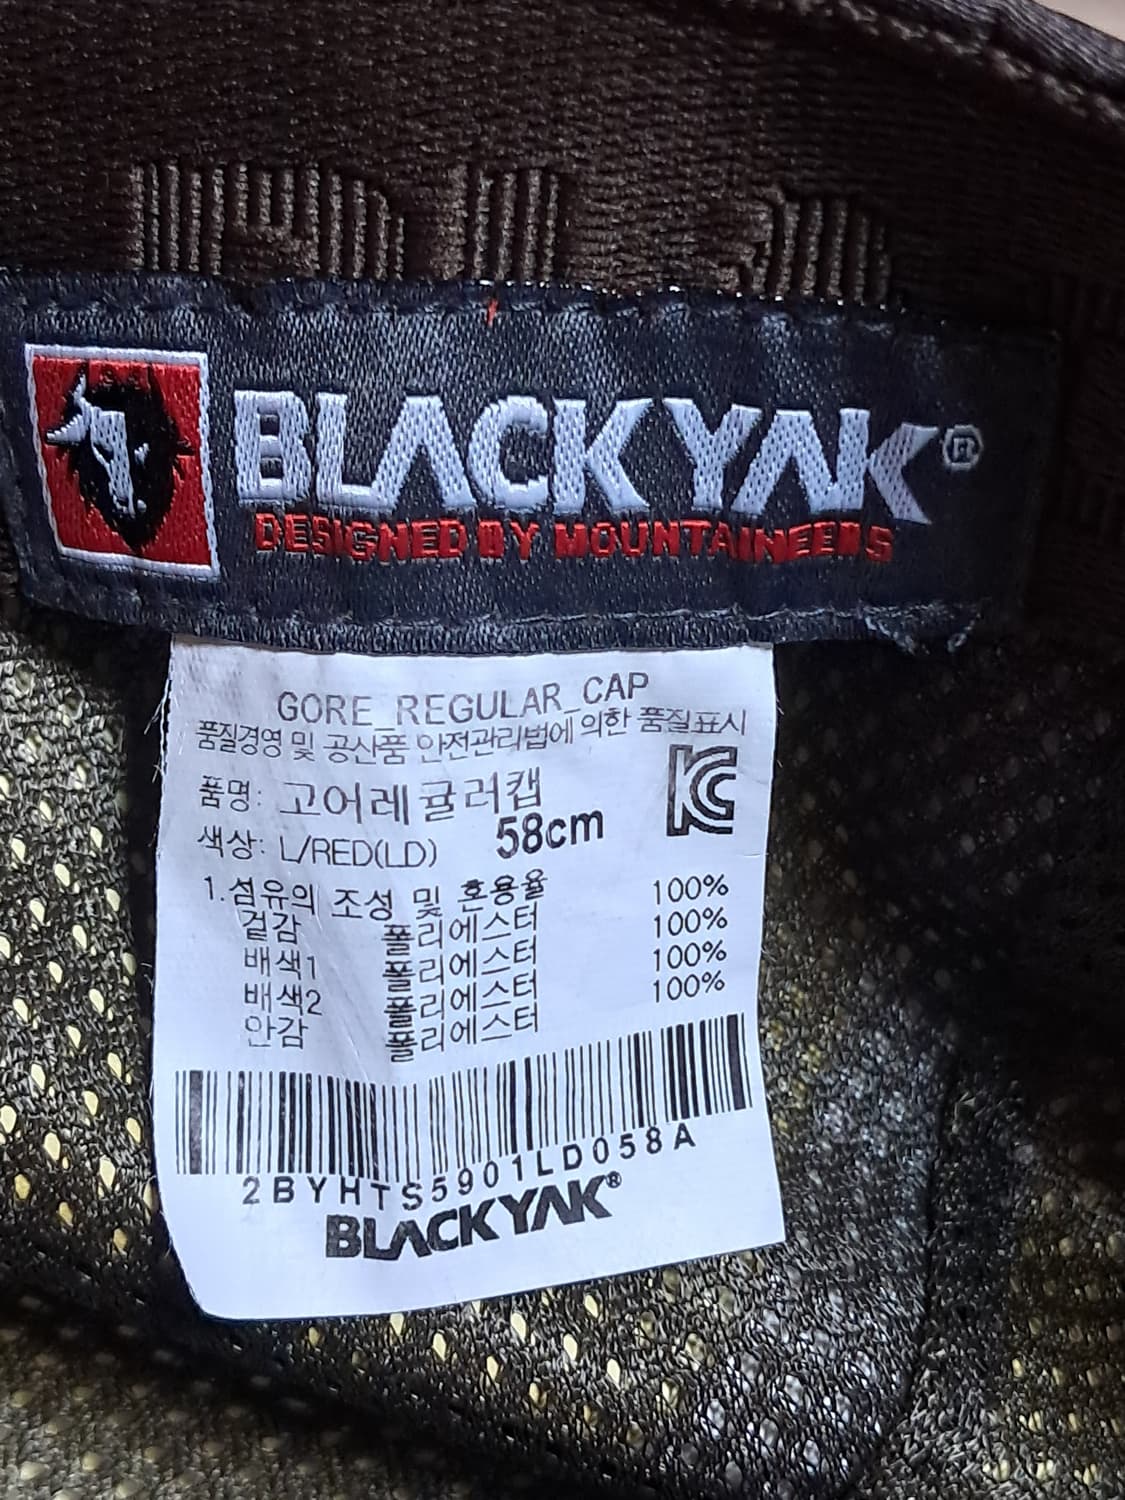 BLACKYAK®
DESIGNED BY MOUNTAINEERS
GORE_REGULAR_CAP
품질경영 및 공산품 안전관리법에 의한 품질표시
품명: 고어레귤러캡
색상: L/RED(LD) 58cm
1.섬유의 조성 및 혼용율
겉감 폴리에스터 100%
배색1 폴리에스터 100%
배색2 폴리에스터 100%
안감 폴리에스터 100%
2BYHTS5901LD058A
BLACKYAK®